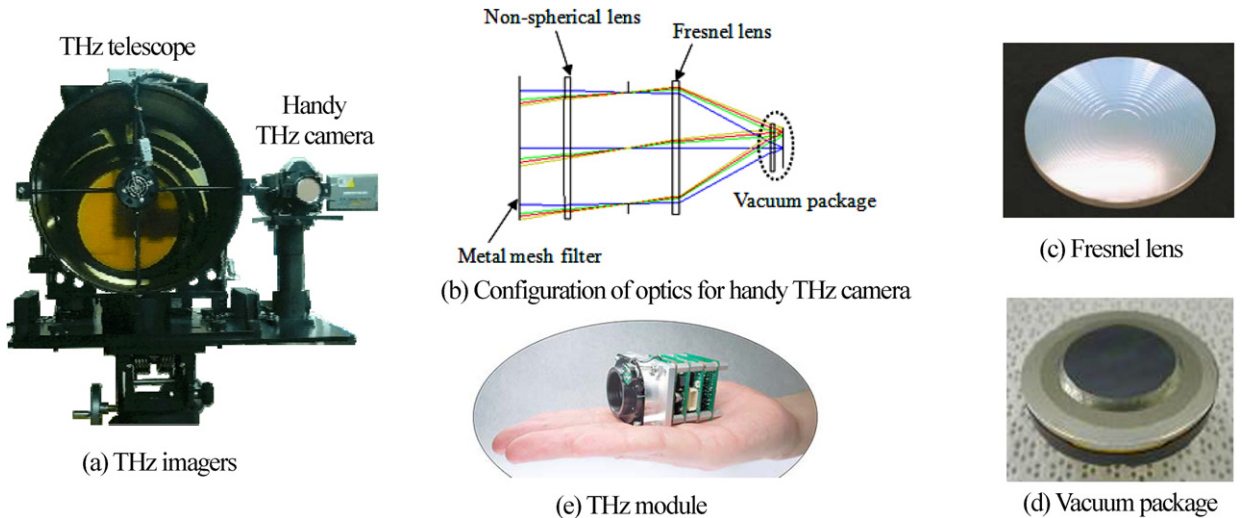 THz telescope
Handy
THz camera
(a) THz imagers
Non-spherical lens
Fresnel lens
Vacuum package
Metal mesh filter
(b) Configuration of optics for handy THz camera
(c) Fresnel lens
(d) Vacuum package
(e) THz module